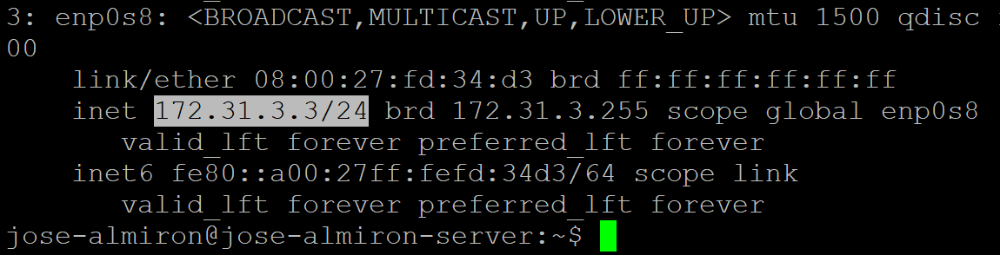 3: enp0s8: <BROADCAST,MULTICAST,UP,LOWER_UP> mtu 1500 qdisc
00
link/ether 08:00:27:fd:34:d3 brd ff:ff:ff:ff:ff:ff
inet 172.31.3.3/24 brd 172.31.3.255 scope global enp0s8
valid_lft forever preferred_lft forever
inet6 fe80::a00:27ff:fefd:34d3/64 scope link
valid_lft forever preferred_lft forever
jose-almiron@jose-almiron-server:~$